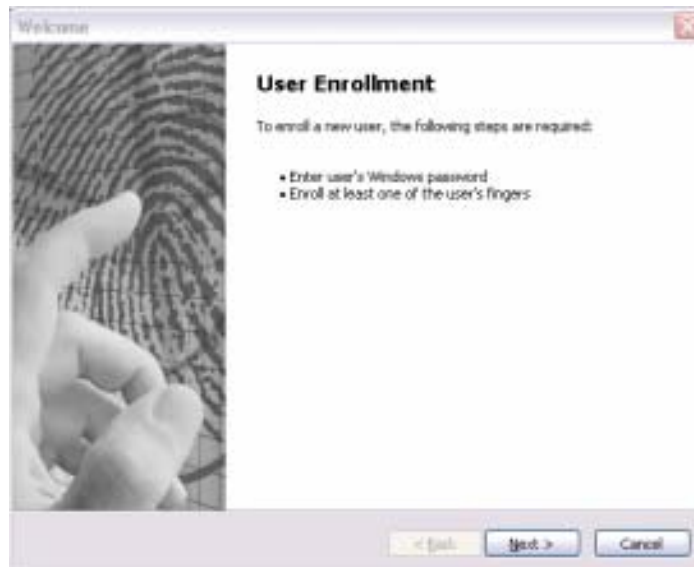 Welcome
User Enrollment
To enroll a new user, the following steps are required:
• Enter user's Windows password
• Enroll at least one of the user's fingers
< Back
Next >
Cancel